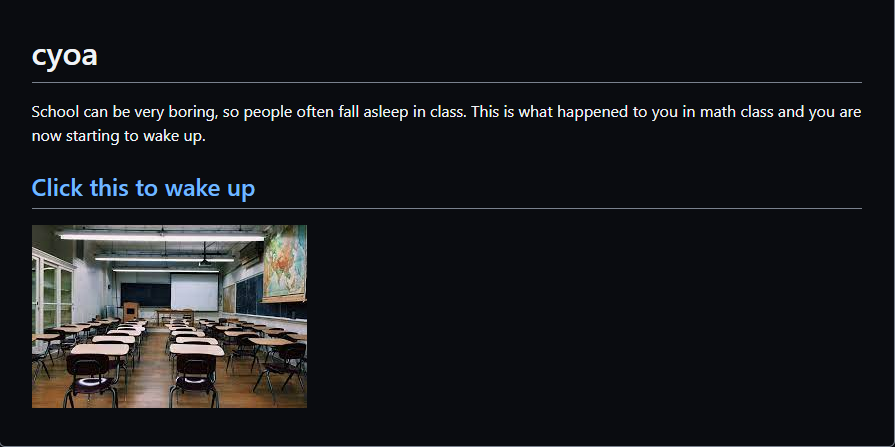 cyoa
School can be very boring, so people often fall asleep in class. This is what happened to you in math class and you are
now starting to wake up.
Click this to wake up